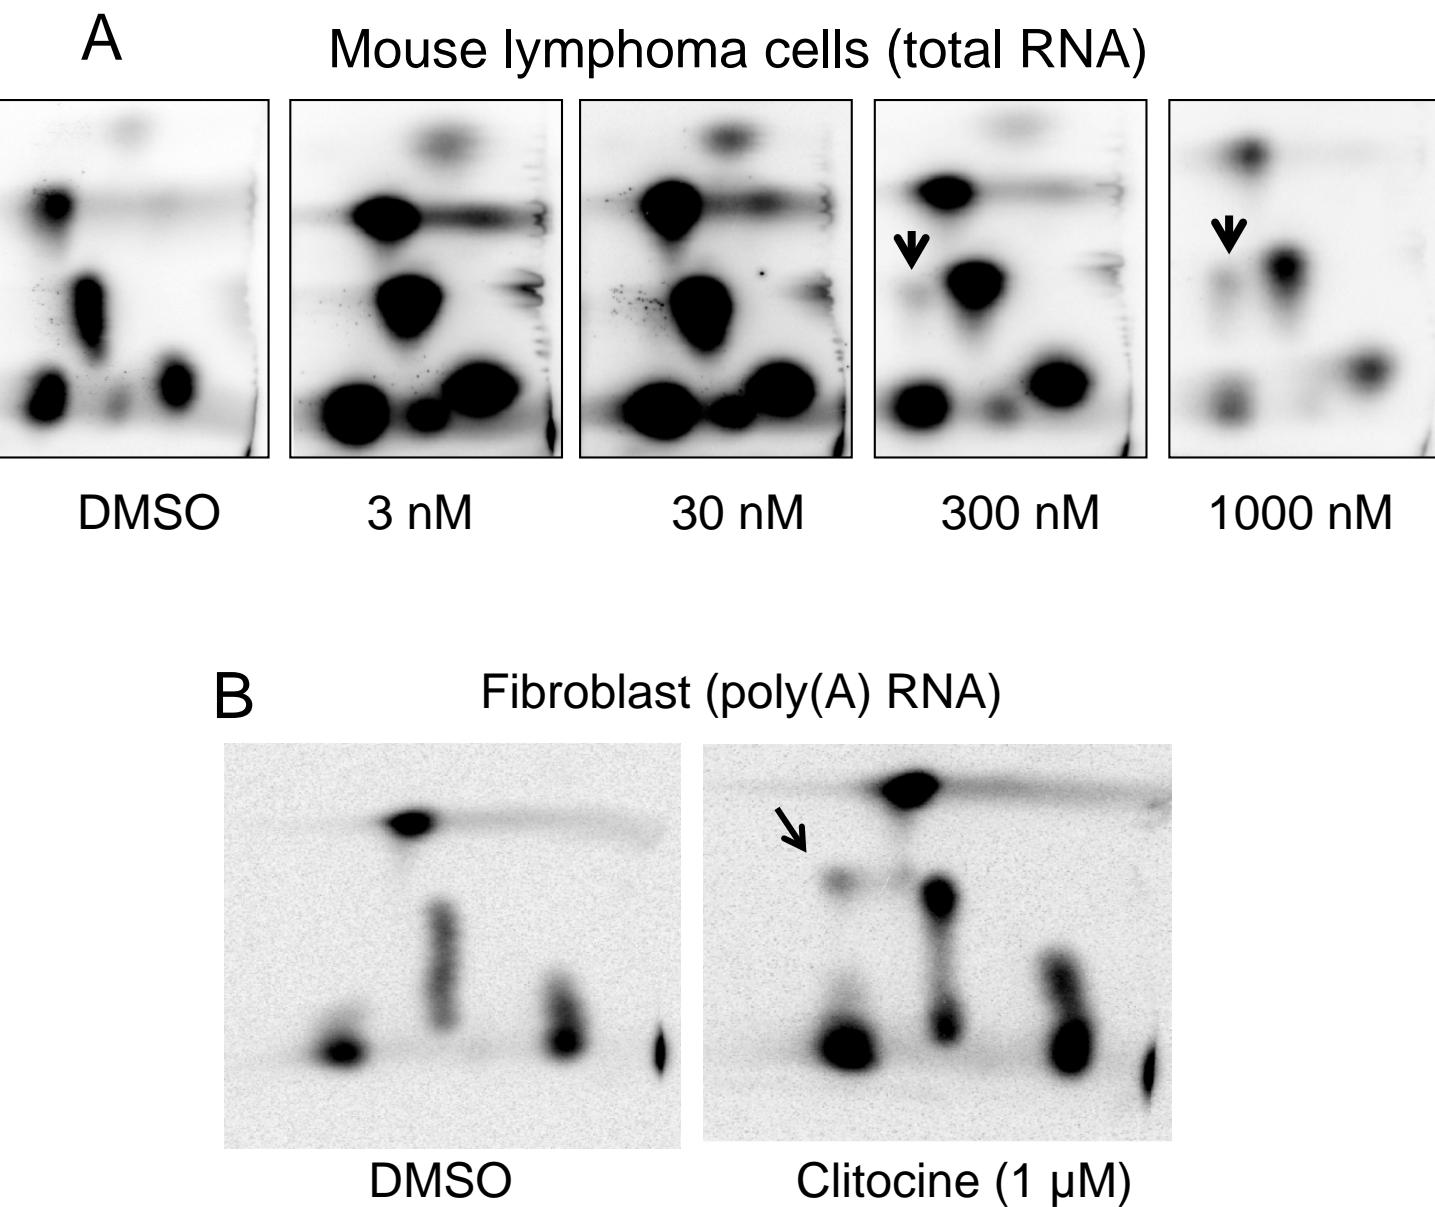 A
Mouse lymphoma cells (total RNA)
DMSO
3 nM
30 nM
300 nM
1000 nM
B
Fibroblast (poly(A) RNA)
DMSO
Clitocine (1 µM)